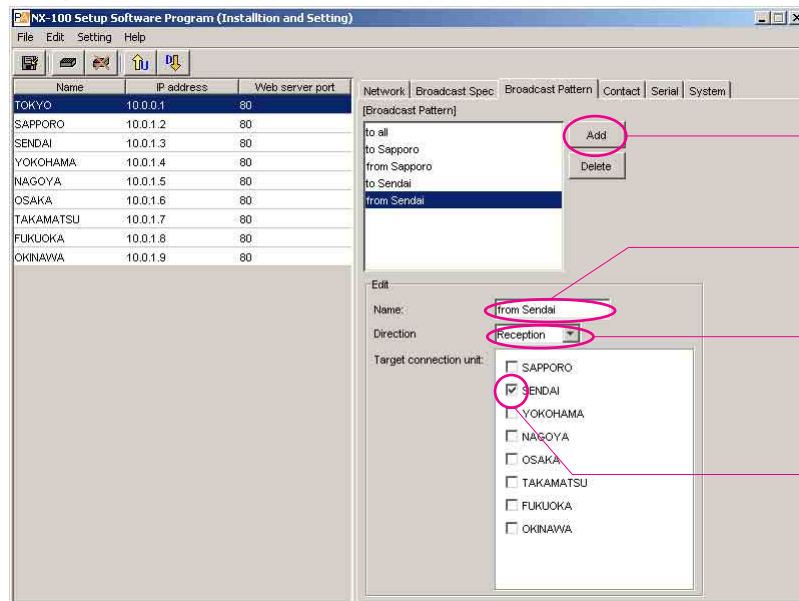 NX-100 Setup Software Program (Installtion and Setting)
File Edit Setting Help
Name IP address Web server port
TOKYO 10.0.0.1 80
SAPPORO 10.0.1.2 80
SENDAI 10.0.1.3 80
YOKOHAMA 10.0.1.4 80
NAGOYA 10.0.1.5 80
OSAKA 10.0.1.6 80
TAKAMATSU 10.0.1.7 80
FUKUOKA 10.0.1.8 80
OKINAWA 10.0.1.9 80
Network Broadcast Spec Broadcast Pattern Contact Serial System
[Broadcast Pattern]
to all
to Sapporo
from Sapporo
to Sendai
from Sendai
Add
Delete
Edit
Name: from Sendai
Direction Reception
Target connection unit:
SAPPORO
SENDAI
YOKOHAMA
NAGOYA
OSAKA
TAKAMATSU
FUKUOKA
OKINAWA